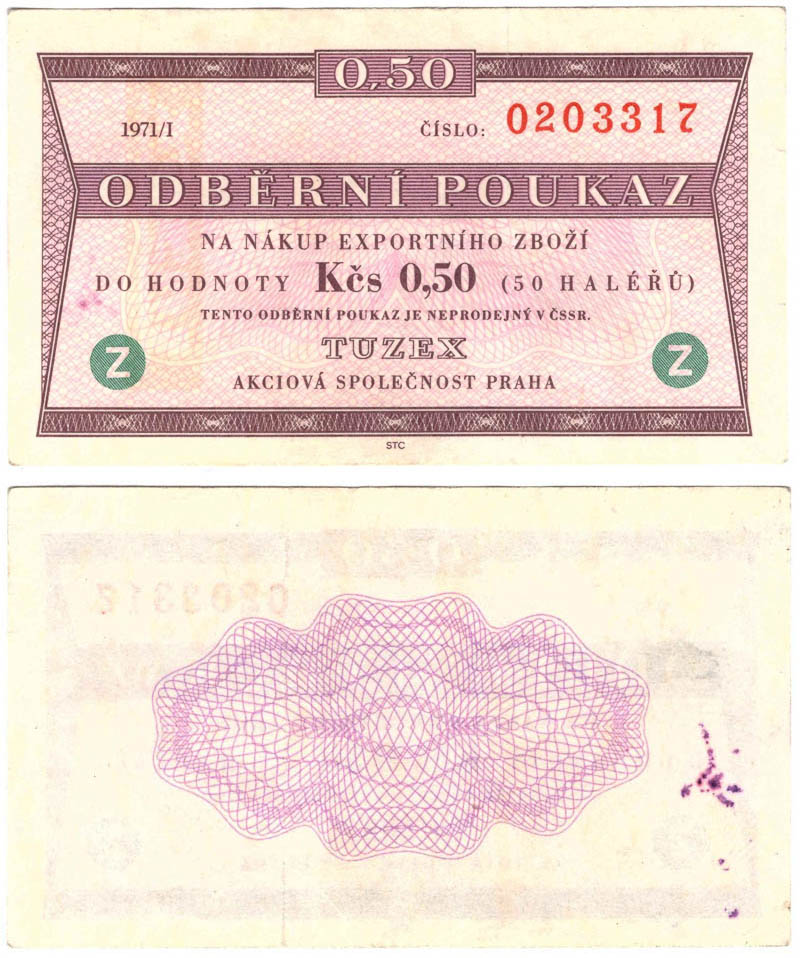 0,50
1971/I ČÍSLO: 0203317
ODBĚRNÍ POUKAZ
NA NÁKUP EXPORTNÍHO ZBOŽÍ
DO HODNOTY Kčs 0,50 (50 HALÉŘŮ)
TENTO ODBĚRNÍ POUKAZ JE NEPRODEJNÝ V ČSSR.
Z TUZEX Z
AKCIOVÁ SPOLEČNOST PRAHA
STC